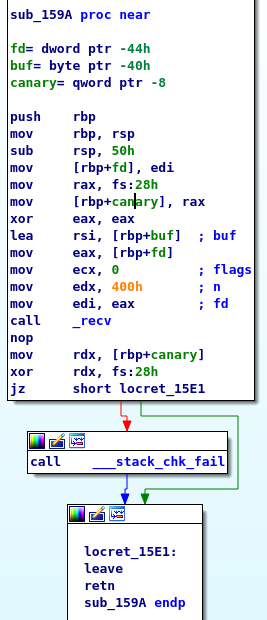 sub_159A proc near
fd= dword ptr -44h
buf= byte ptr -40h
canary= qword ptr -8
push rbp
mov rbp, rsp
sub rsp, 50h
mov [rbp+fd], edi
mov rax, fs:28h
mov [rbp+canary], rax
xor eax, eax
lea rsi, [rbp+buf] ; buf
mov eax, [rbp+fd]
mov ecx, 0 ; flags
mov edx, 400h ; n
mov edi, eax ; fd
call _recv
nop
mov rdx, [rbp+canary]
xor rdx, fs:28h
jz short locret_15E1
call ___stack_chk_fail
locret_15E1:
leave
retn
sub_159A endp